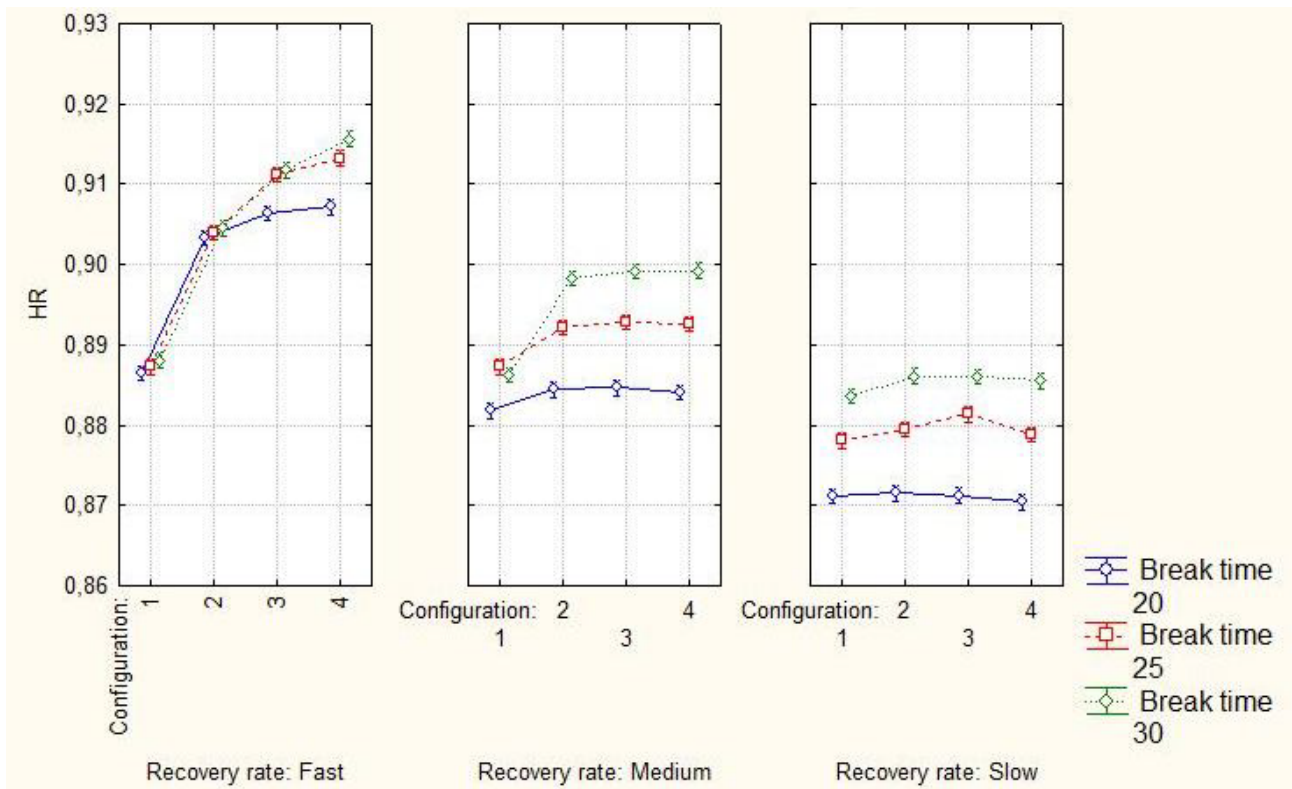 0,93
0,92
0,91
0,90
0,89
0,88
0,87
0,86
HR
Configuration:
1
2
3
4
Recovery rate: Fast
Configuration: 2 4
1 3
Recovery rate: Medium
Configuration: 2 4
1 3
Recovery rate: Slow
Break time
20
Break time
25
Break time
30